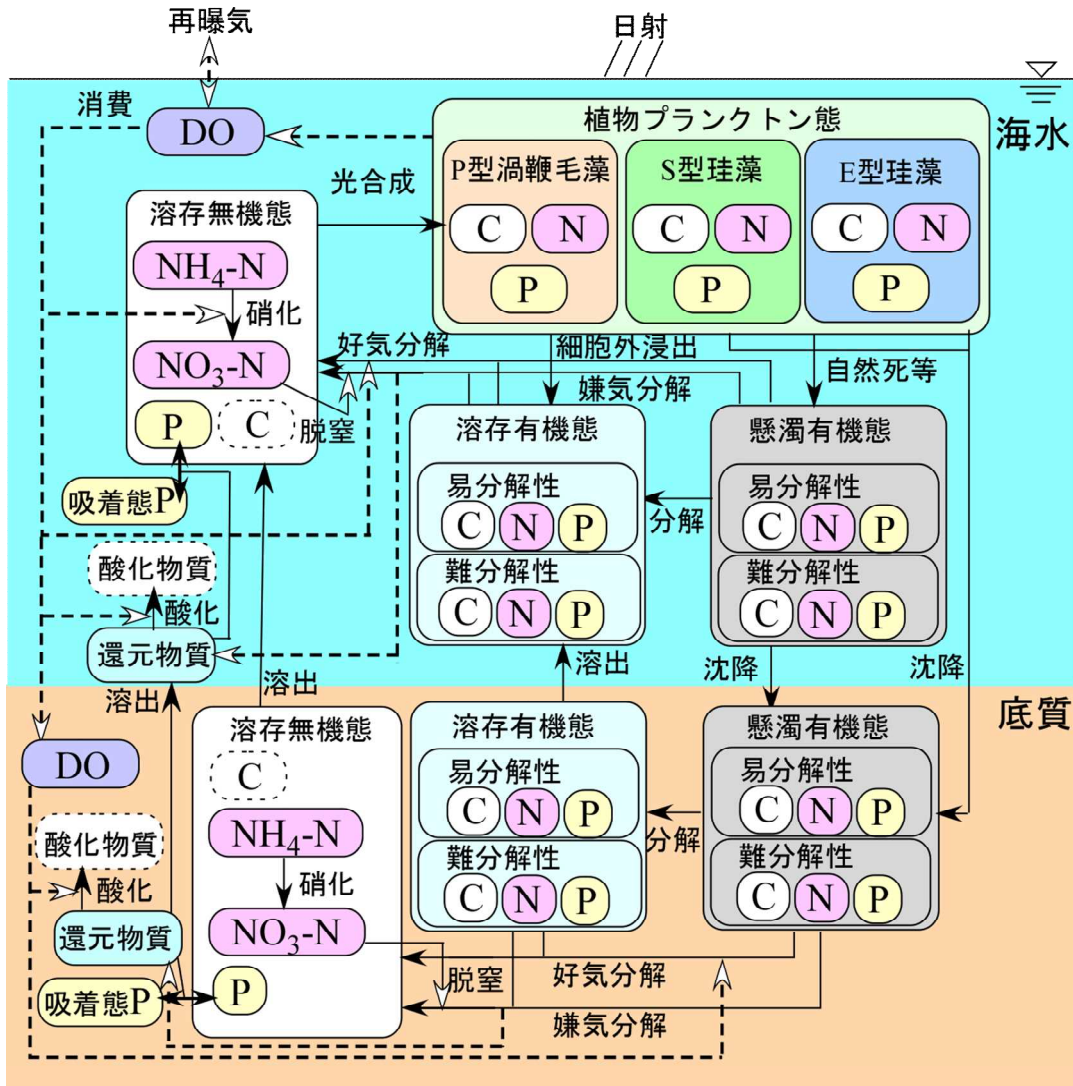 再曝気
日射
消費
DO
海水
植物プランクトン態
P型渦鞭毛藻
S型珪藻
E型珪藻
C
N
P
C
N
P
C
N
P
光合成
溶存無機態
NH4-N
硝化
NO3-N
P
C
脱窒
好気分解
細胞外浸出
嫌気分解
自然死等
吸着態P
酸化物質
酸化
還元物質
溶存有機態
易分解性
C N P
難分解性
C N P
分解
懸濁有機態
易分解性
C N P
難分解性
C N P
溶出
溶出
溶出
沈降
沈降
底質
DO
酸化物質
酸化
還元物質
吸着態P
溶存無機態
C
NH4-N
硝化
NO3-N
P
脱窒
溶存有機態
易分解性
C N P
難分解性
C N P
分解
懸濁有機態
易分解性
C N P
難分解性
C N P
好気分解
嫌気分解